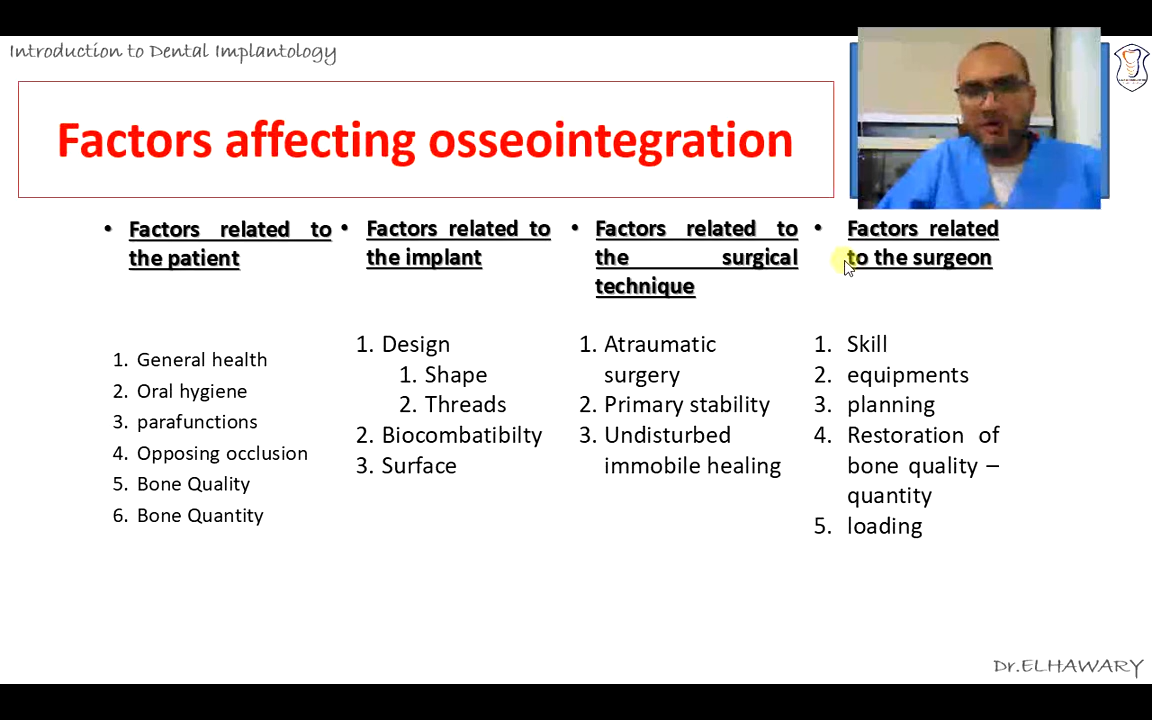 Introduction to Dental Implantology
Factors affecting osseointegration
• Factors related to
the patient
1. General health
2. Oral hygiene
3. parafunctions
4. Opposing occlusion
5. Bone Quality
6. Bone Quantity
• Factors related to
the implant
1. Design
1. Shape
2. Threads
2. Biocombatibilty
3. Surface
• Factors related to
the surgical
technique
1. Atraumatic
surgery
2. Primary stability
3. Undisturbed
immobile healing
• Factors related
to the surgeon
1. Skill
2. equipments
3. planning
4. Restoration of
bone quality –
quantity
5. loading
Dr.ELHAWARY